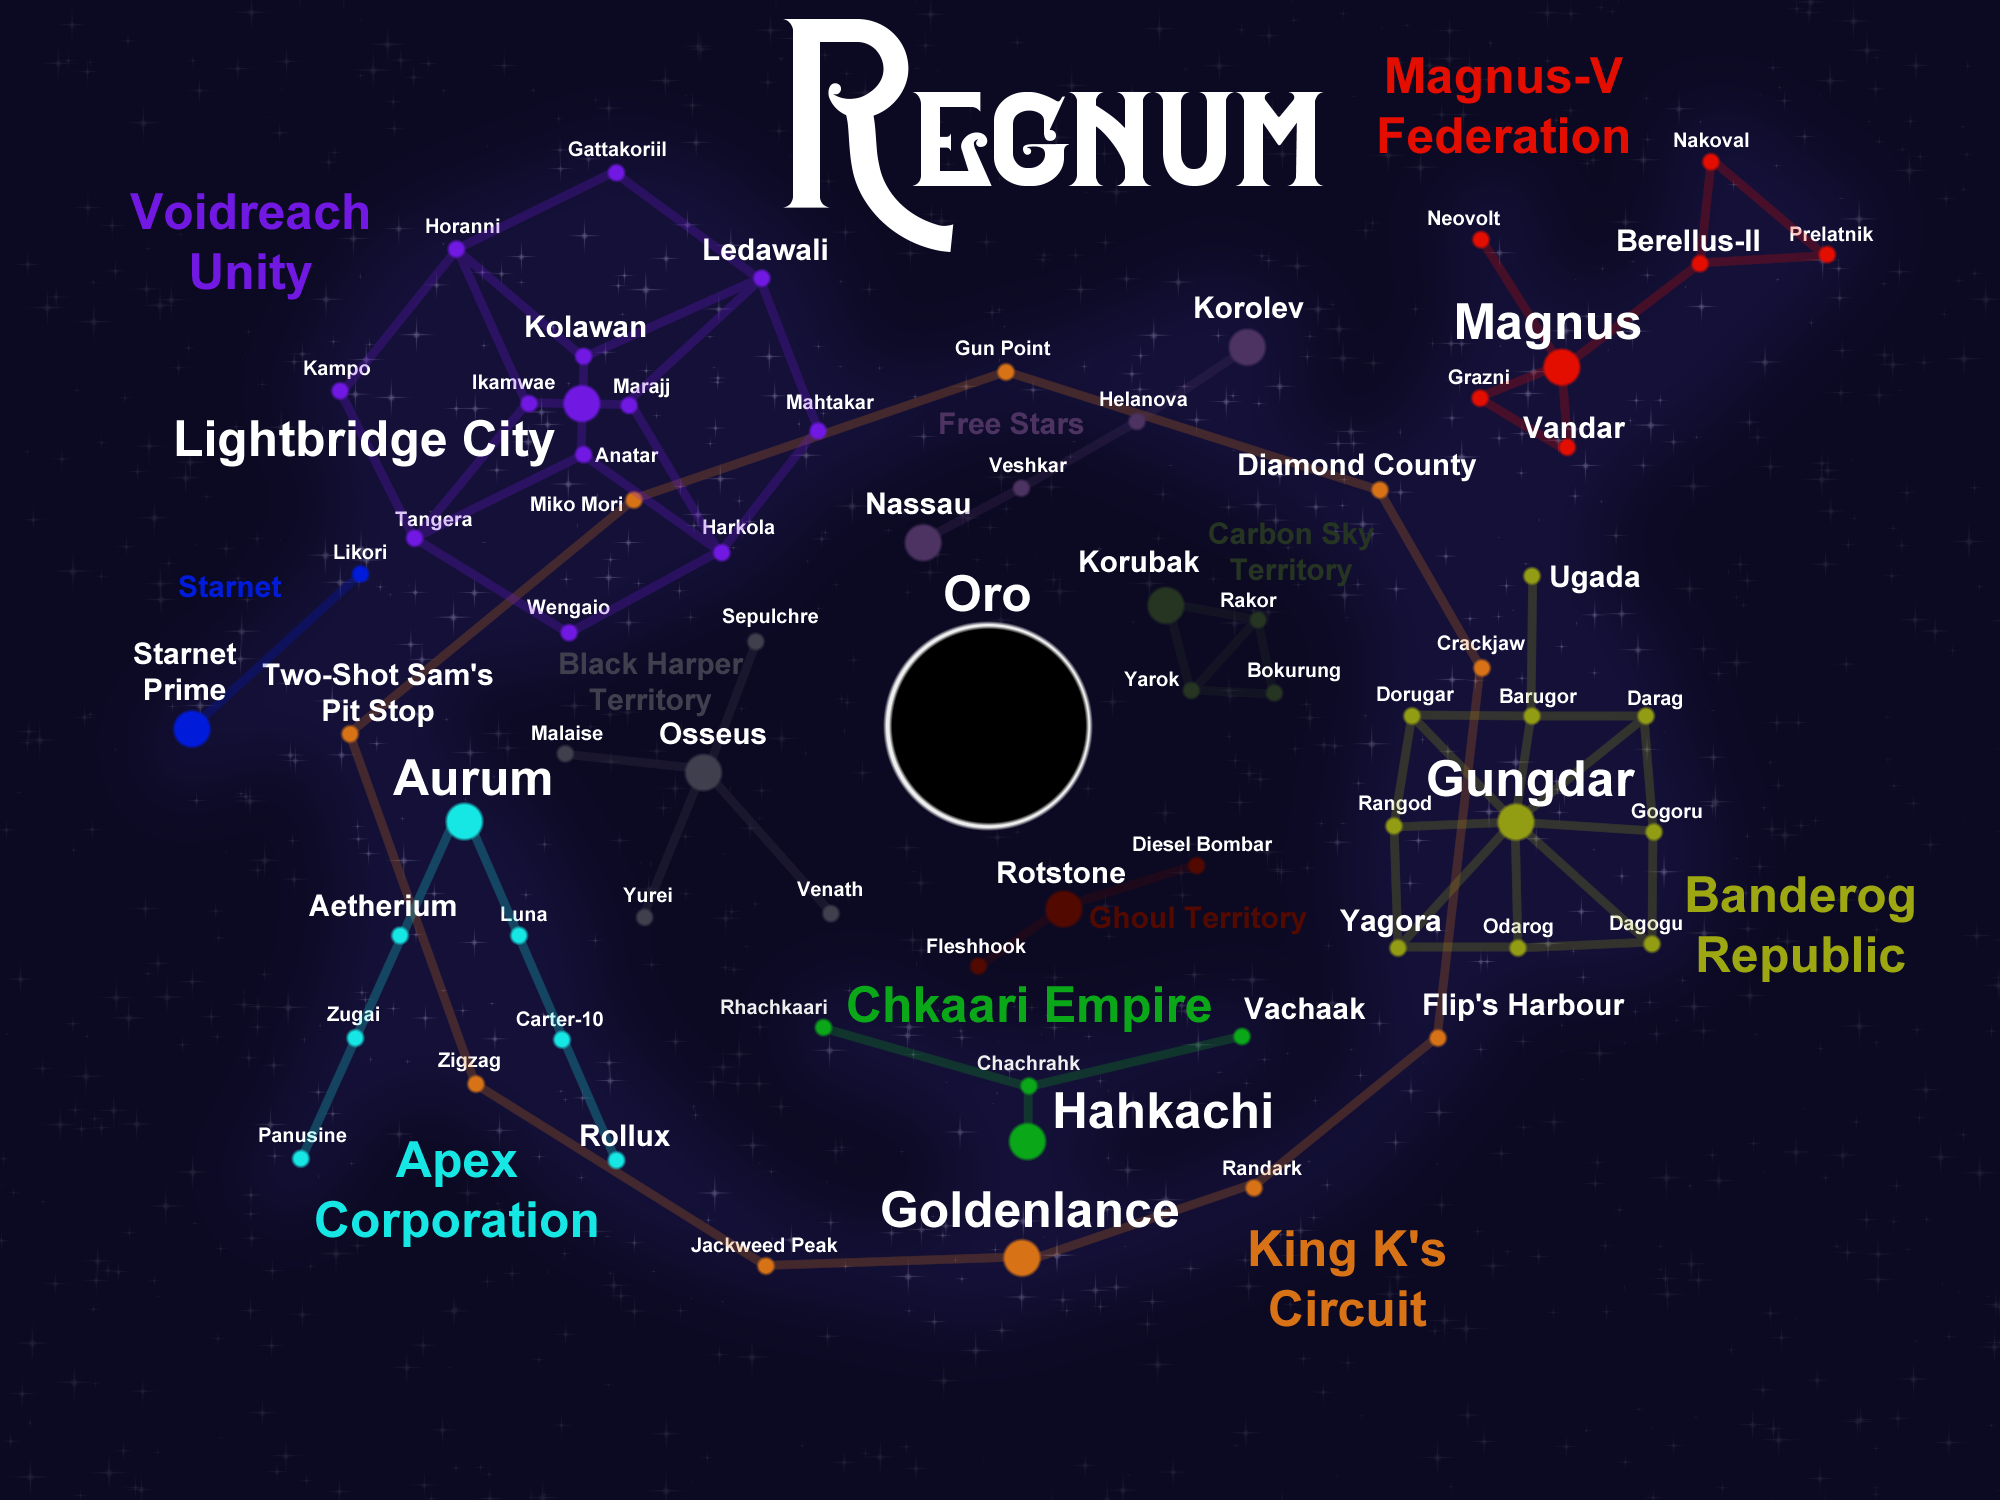 REGNUM
Magnus-V
Federation
Nakoval
Gattakoriil
Voidreach
Unity
Horanni
Neovolt
Berellus-II
Prelatnik
Ledawali
Korolev
Magnus
Kolawan
Gun Point
Kampo
Ikamwae
Marajj
Grazni
Mahtakar
Helanova
Free Stars
Vandar
Lightbridge City
Anatar
Veshkar
Diamond County
Miko Mori
Nassau
Tangera
Harkola
Carbon Sky
Territory
Likori
Korubak
Ugada
Starnet
Oro
Rakor
Wengaio
Sepulchre
Crackjaw
Starnet
Prime
Two-Shot Sam's
Pit Stop
Black Harper
Territory
Yarok
Bokurung
Dorugar
Barugor
Darag
Malaise
Osseus
Aurum
Gungdar
Rangod
Gogoru
Diesel Bombar
Rotstone
Yurei
Venath
Banderog
Republic
Aetherium
Luna
Ghoul Territory
Yagora
Odarog
Dagogu
Fleshhook
Rhachkaari
Chkaari Empire
Vachaak
Flip's Harbour
Zugai
Carter-10
Zigzag
Chachrahk
Hahkachi
Panusine
Rollux
Apex
Corporation
Randark
Goldenlance
Jackweed Peak
King K's
Circuit